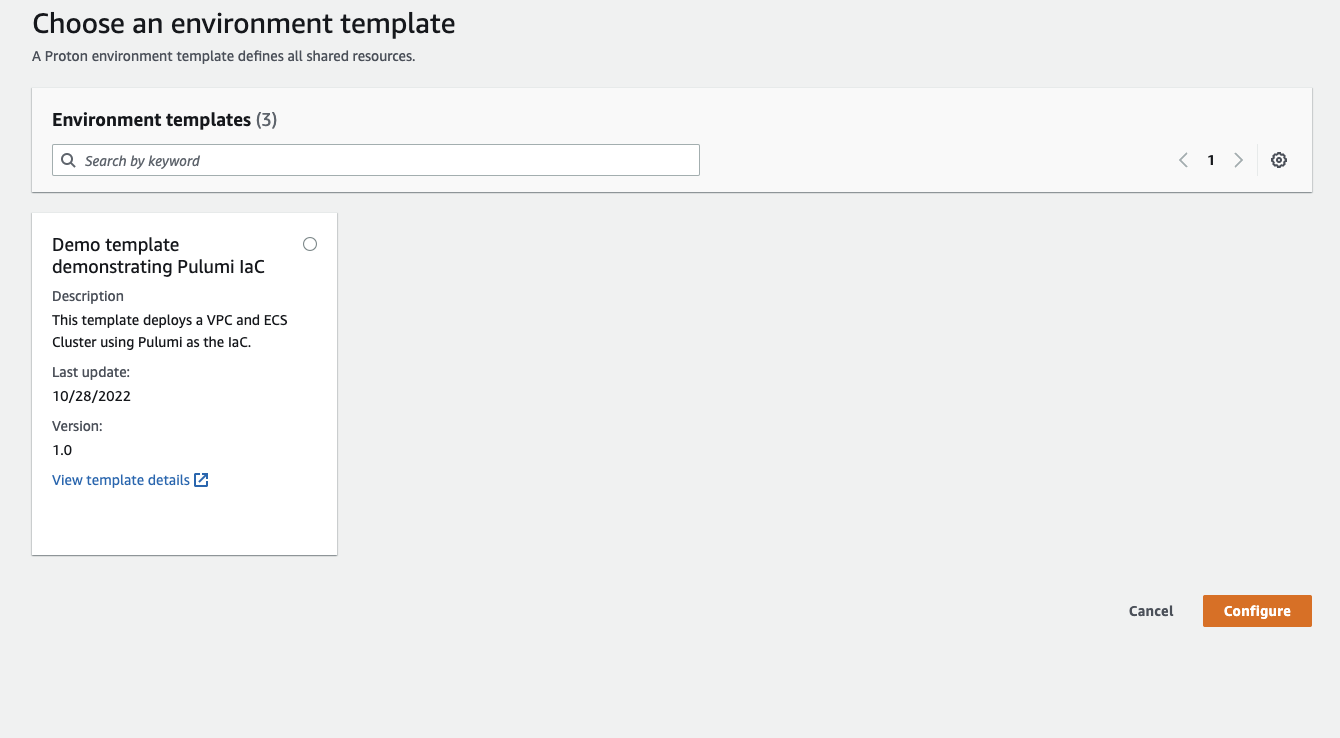 Choose an environment template
A Proton environment template defines all shared resources.
Environment templates (3)
Search by keyword
1
Demo template
demonstrating Pulumi IaC
Description
This template deploys a VPC and ECS
Cluster using Pulumi as the IaC.
Last update:
10/28/2022
Version:
1.0
View template details
Cancel
Configure